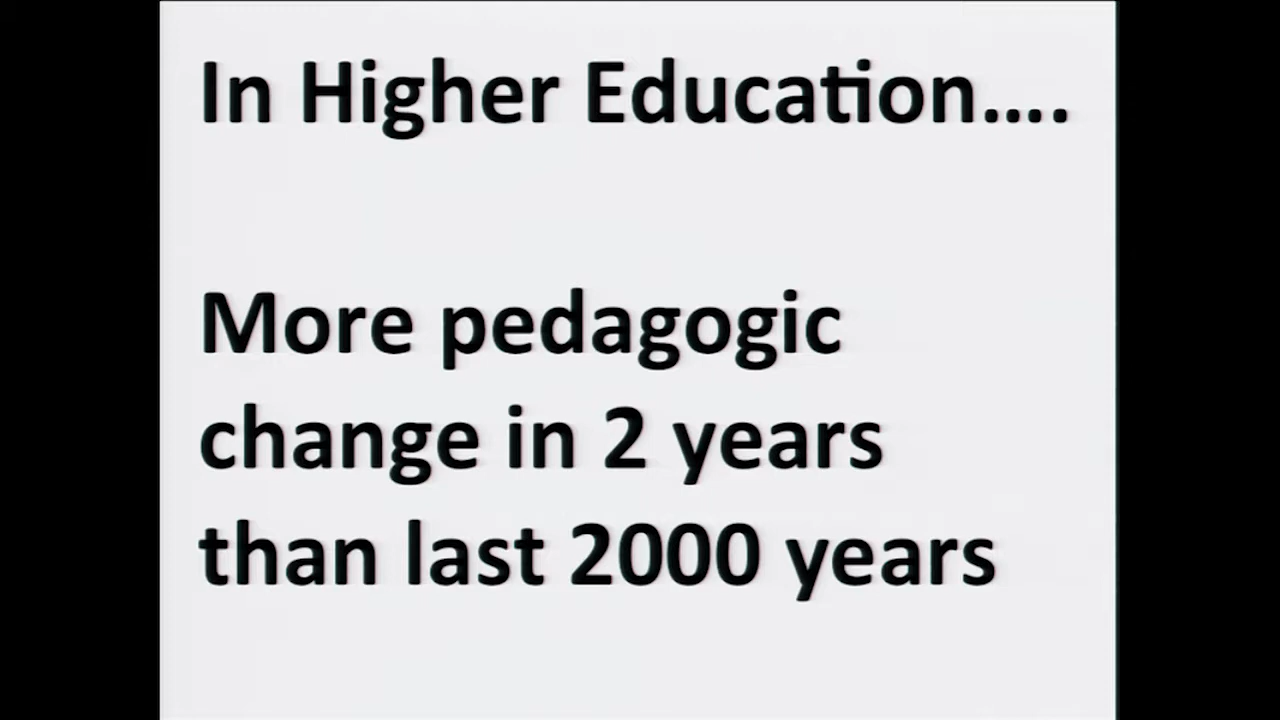 In Higher Education....
More pedagogic
change in 2 years
than last 2000 years